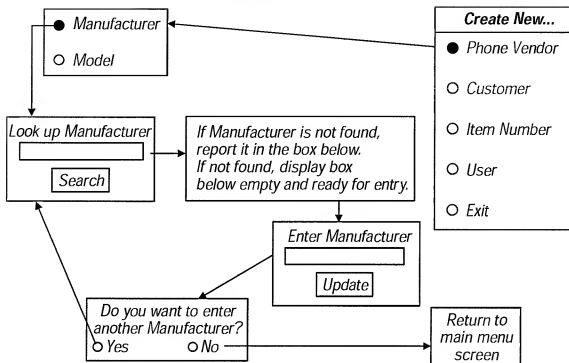 Create New...
Phone Vendor
Customer
Item Number
User
Exit
Manufacturer
Model
Look up Manufacturer
Search
If Manufacturer is not found,
report it in the box below.
If not found, display box
below empty and ready for entry.
Enter Manufacturer
Update
Do you want to enter
another Manufacturer?
Yes
No
Return to
main menu
screen